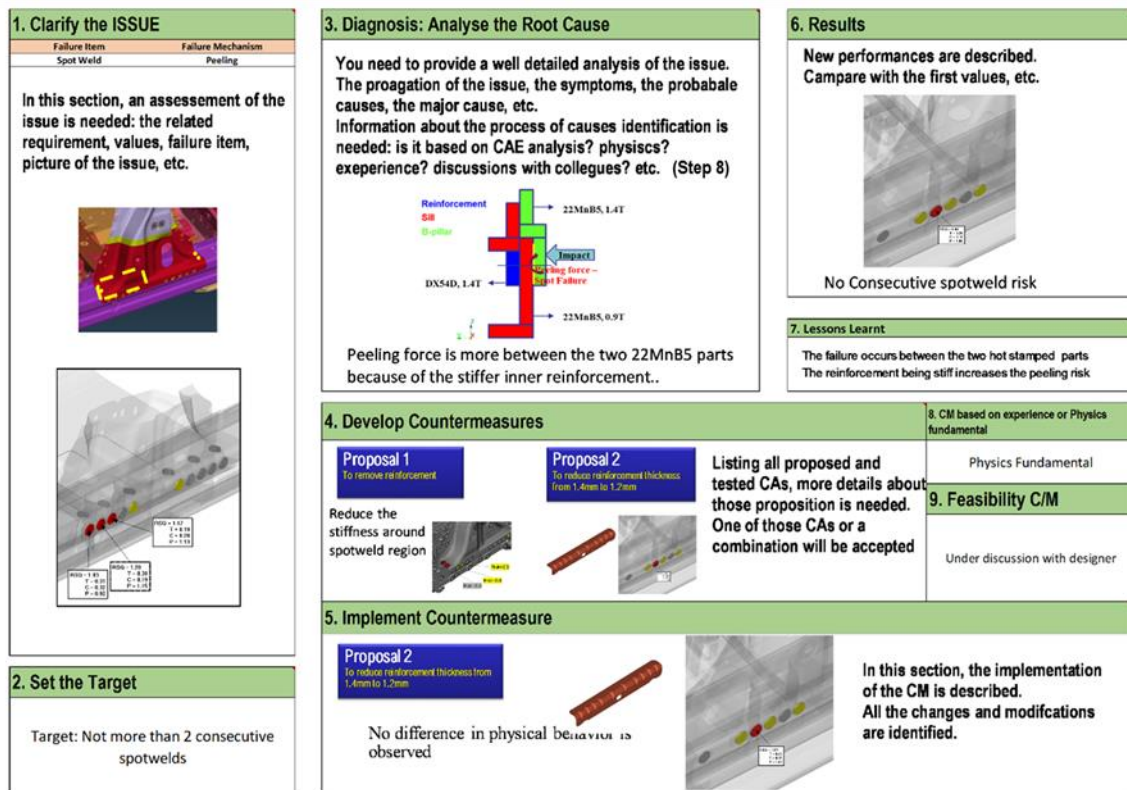 1. Clarify the ISSUE
Failure Item Failure Mechanism
Spot Weld Peeling
In this section, an assessement of the
issue is needed: the related
requirement, values, failure item,
picture of the issue, etc.
2. Set the Target
Target: Not more than 2 consecutive
spotwelds
3. Diagnosis: Analyse the Root Cause
You need to provide a well detailed analysis of the issue.
The progagation of the issue, the symptoms, the probabale
causes, the major cause, etc.
Information about the process of causes identification is
needed: is it based on CAE analysis? physiscs?
exeperience? discussions with collegues? etc. (Step 8)
Reinforcement
Sill
B-pillar
22MnB5, 1.4T
Impact
Peeling force –
Spot Failure
DX54D, 1.4T
22MnB5, 0.9T
Peeling force is more between the two 22MnB5 parts
because of the stiffer inner reinforcement..
4. Develop Countermeasures
Proposal 1
To remove reinforcement
Reduce the
stiffness around
spotweld region
Proposal 2
To reduce reinforcement thickness
from 1.4mm to 1.2mm
Listing all proposed and
tested CAs, more details about
those proposition is needed.
One of those CAs or a
combination will be accepted
5. Implement Countermeasure
Proposal 2
To reduce reinforcement thickness from
1.4mm to 1.2mm
No difference in physical behavior is
observed
In this section, the implementation
of the CM is described.
All the changes and modifcations
are identified.
6. Results
New performances are described.
Campare with the first values, etc.
No Consecutive spotweld risk
7. Lessons Learnt
The failure occurs between the two hot stamped parts
The reinforcement being stiff increases the peeling risk
8. CM based on experience or Physics
fundamental
Physics Fundamental
9. Feasibility C/M
Under discussion with designer